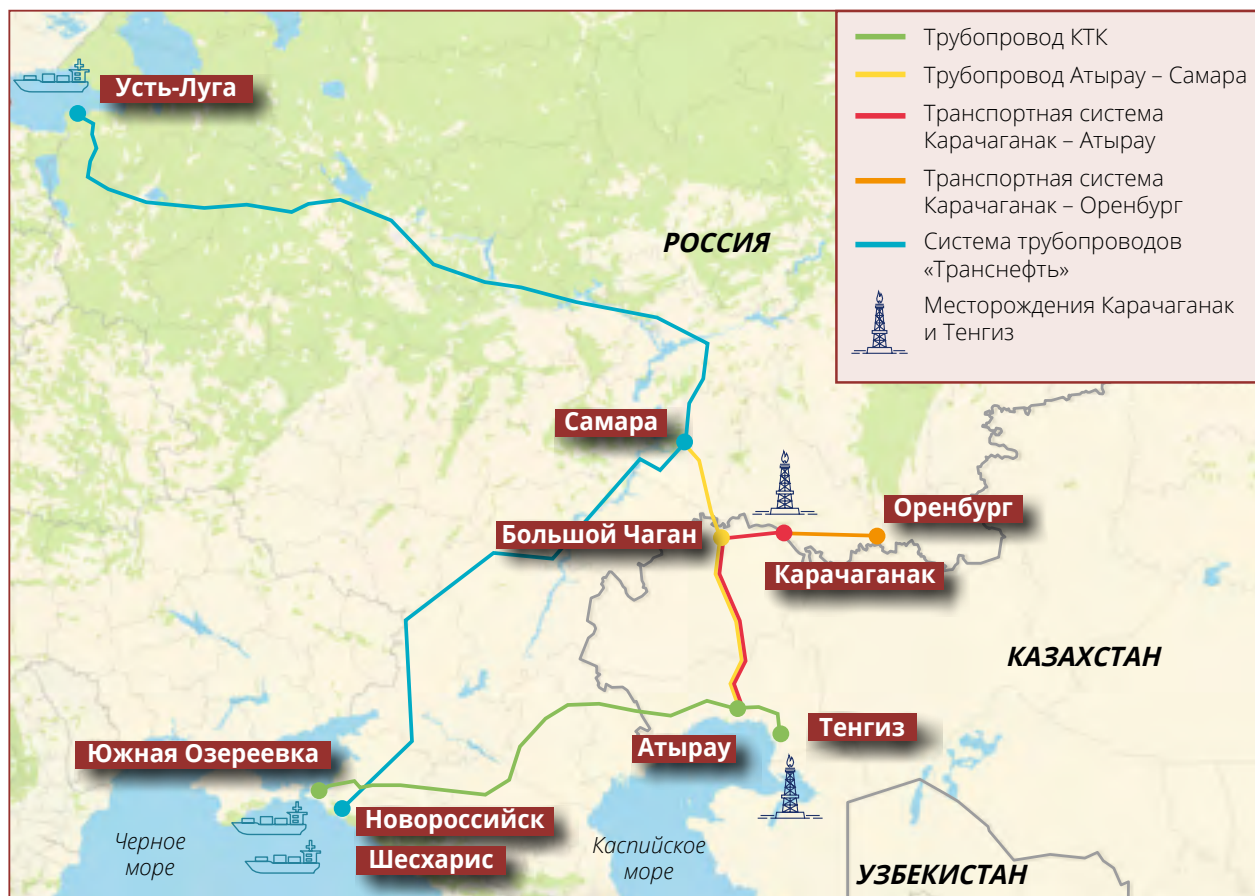 Трубопровод КТК
Трубопровод Атырау – Самара
Транспортная система
Карачаганак – Атырау
Транспортная система
Карачаганак – Оренбург
Система трубопроводов
«Транснефть»
Месторождения Карачаганак
и Тенгиз
Усть-Луга
РОССИЯ
Самара
Большой Чаган
Оренбург
Карачаганак
КАЗАХСТАН
Тенгиз
Атырау
Южная Озереевка
Новороссийск
Шесхарис
Черное
море
Каспийское
море
УЗБЕКИСТАН